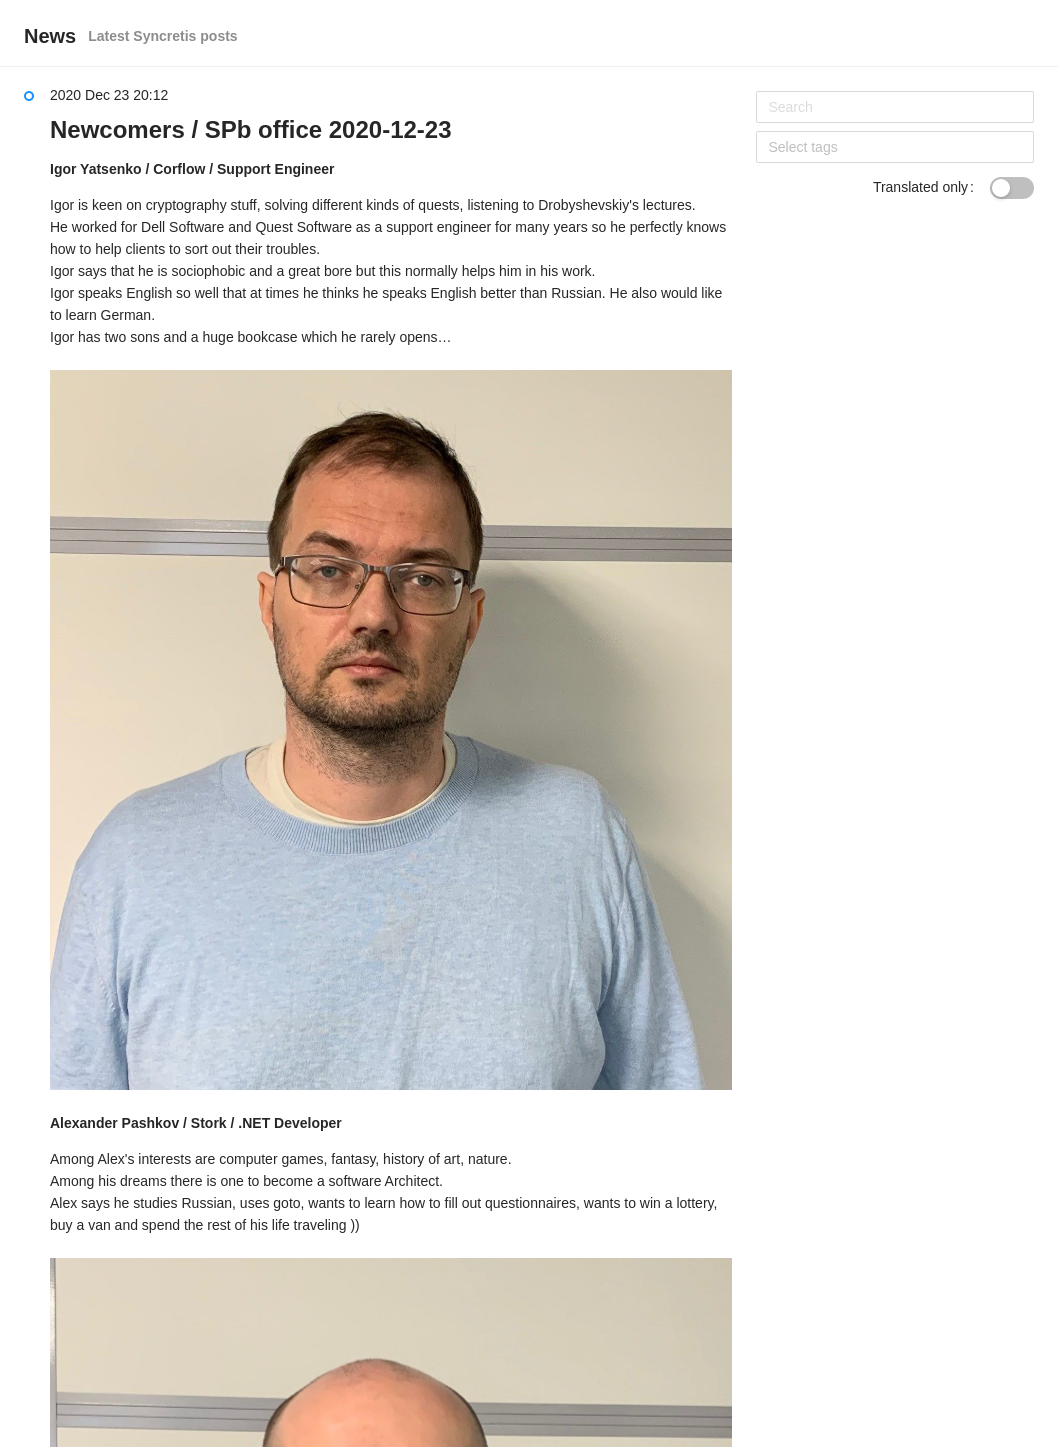 News Latest Syncretis posts
2020 Dec 23 20:12
Search
Newcomers / SPb office 2020-12-23
Select tags
Igor Yatsenko / Corflow / Support Engineer
Translated only :
Igor is keen on cryptography stuff, solving different kinds of quests, listening to Drobyshevskiy's lectures.
He worked for Dell Software and Quest Software as a support engineer for many years so he perfectly knows
how to help clients to sort out their troubles.
Igor says that he is sociophobic and a great bore but this normally helps him in his work.
Igor speaks English so well that at times he thinks he speaks English better than Russian. He also would like
to learn German.
Igor has two sons and a huge bookcase which he rarely opens…
Alexander Pashkov / Stork / .NET Developer
Among Alex's interests are computer games, fantasy, history of art, nature.
Among his dreams there is one to become a software Architect.
Alex says he studies Russian, uses goto, wants to learn how to fill out questionnaires, wants to win a lottery,
buy a van and spend the rest of his life traveling ))